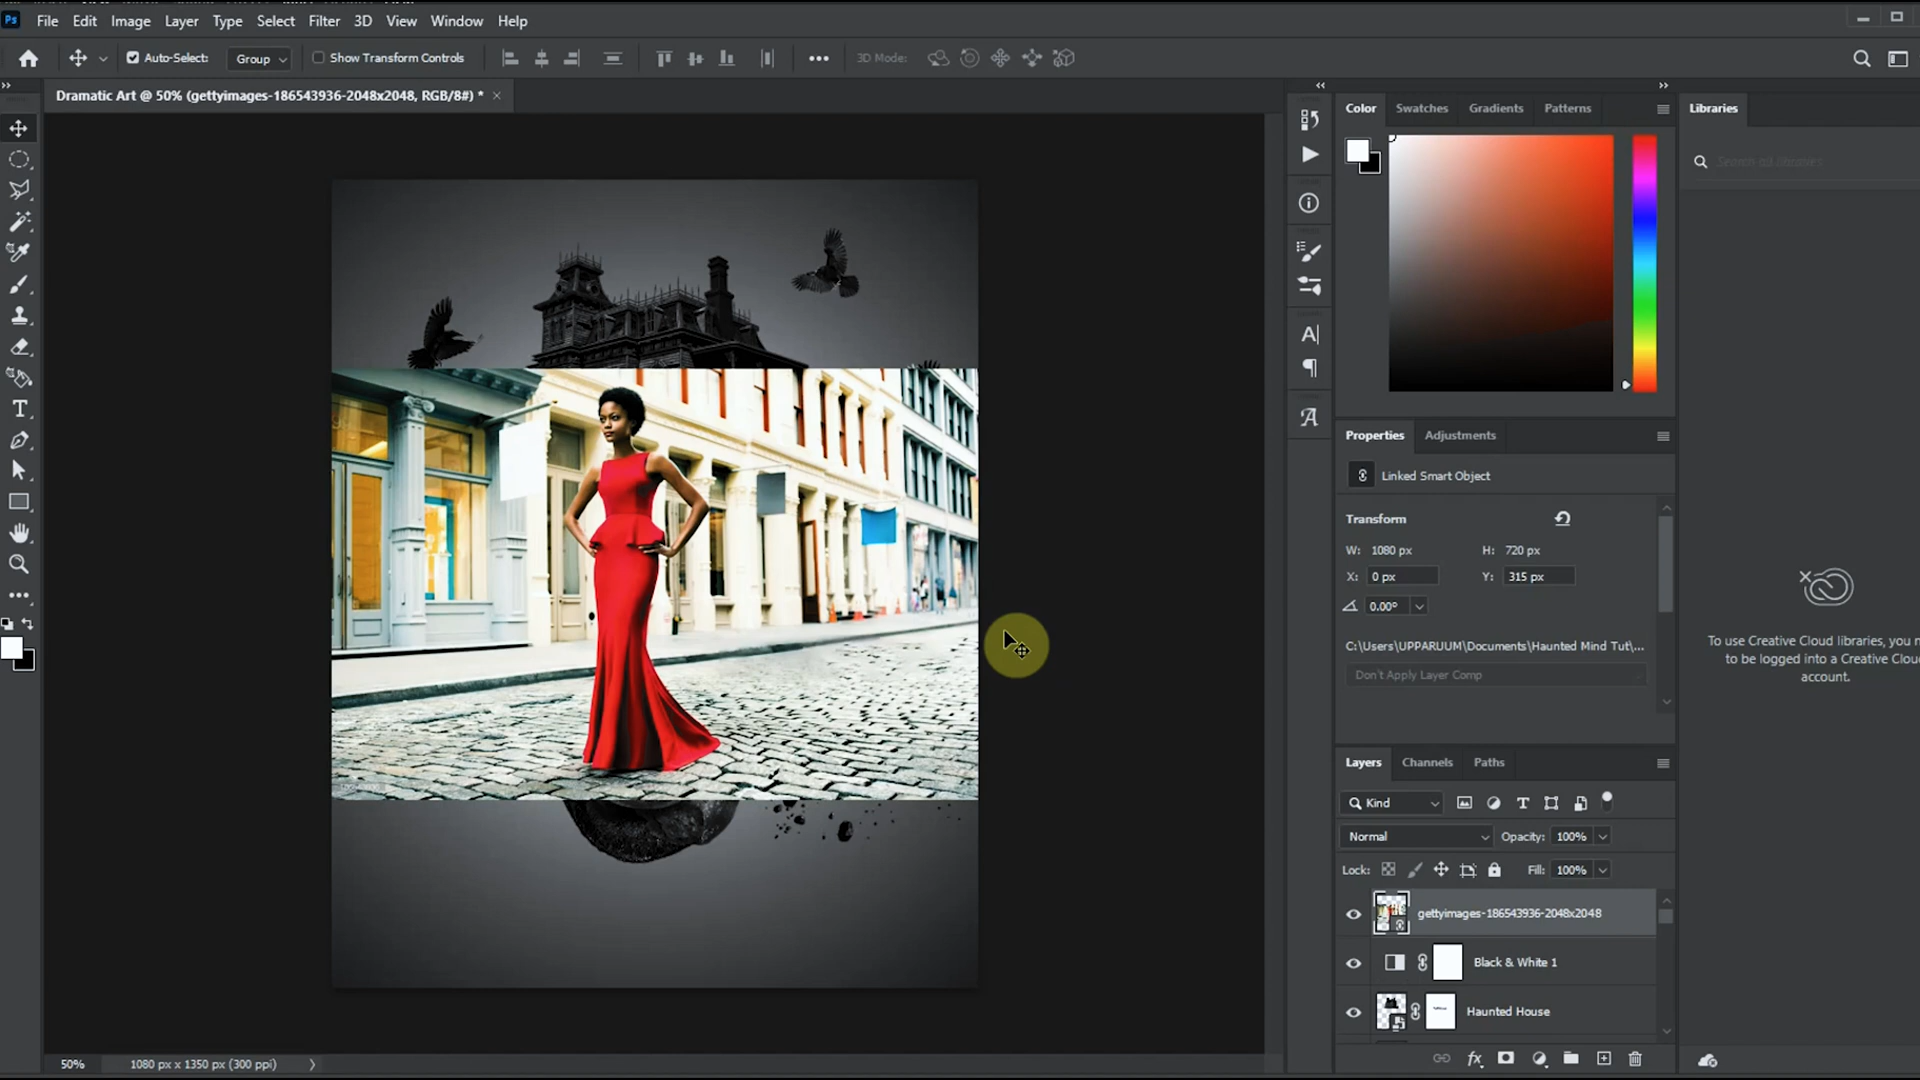 Ps File Edit Image Layer Type Select Filter 3D View Window Help
Auto-Select: Group Show Transform Controls 3D Mode:
Dramatic Art @ 50% (gettyimages-186543936-2048x2048, RGB/8#) *
Color Swatches Gradients Patterns
Libraries
Search all libraries
Properties Adjustments
Linked Smart Object
Transform
W: 1080 px H: 720 px
X: 0 px Y: 315 px
0.00°
C:\Users\UPPARUUM\Documents\Haunted Mind Tut\...
Don't Apply Layer Comp
To use Creative Cloud libraries, you n
to be logged into a Creative Clou
account.
Layers Channels Paths
Kind
Normal Opacity: 100%
Lock: Fill: 100%
gettyimages-186543936-2048x2048
Black & White 1
Haunted House
fx
50% 1080 px x 1350 px (300 ppi)